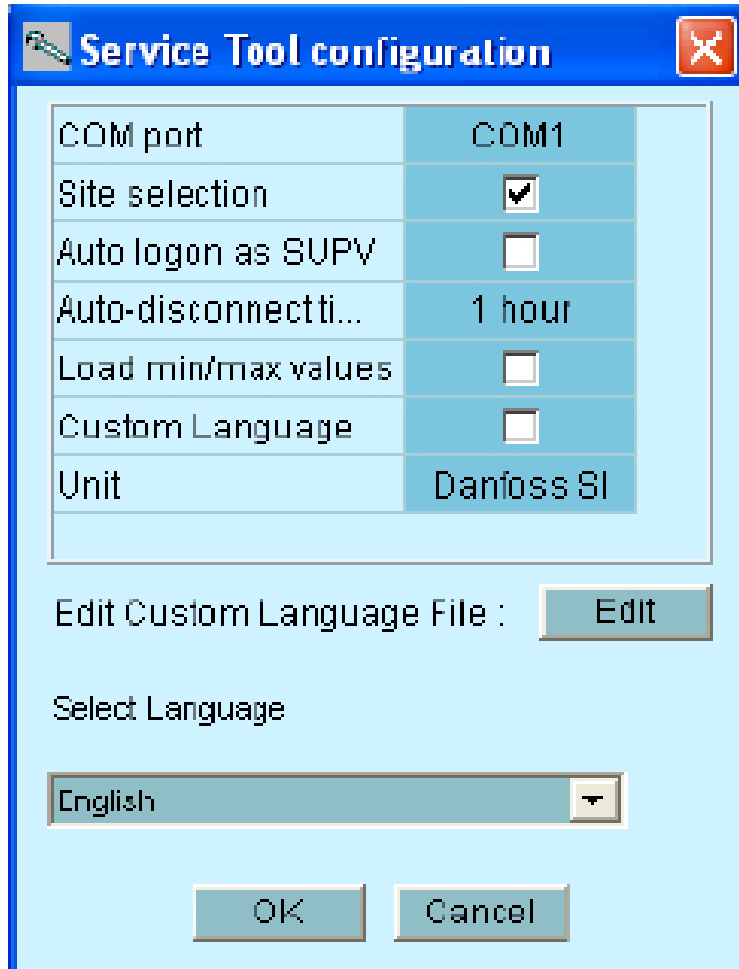 Service Tool configuration
COM port COM1
Site selection
Auto logon as SUPV
Auto-disconnect ti... 1 hour
Load min/max values
Custom Language
Unit Danfoss SI
Edit Custom Language File : Edit
Select Language
English
OK Cancel